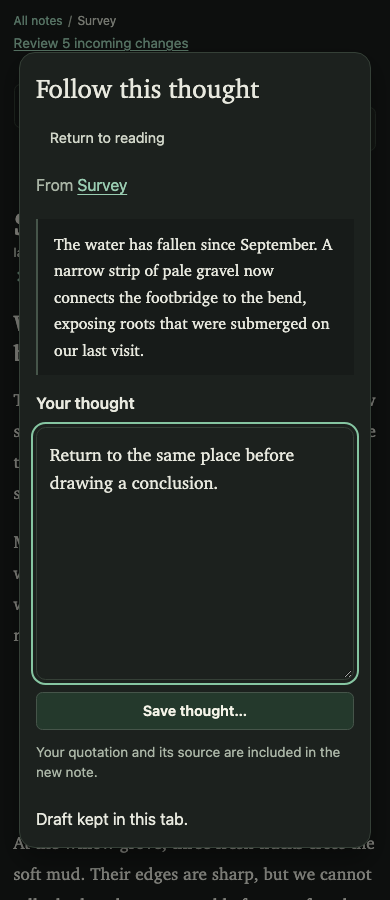 All notes / Survey
Review 5 incoming changes
Follow this thought
Return to reading
From Survey
The water has fallen since September. A
narrow strip of pale gravel now
connects the footbridge to the bend,
exposing roots that were submerged on
our last visit.
Your thought
Return to the same place before
drawing a conclusion.
Save thought...
Your quotation and its source are included in the
new note.
Draft kept in this tab.
soft mud. Their edges are sharp, but we cannot